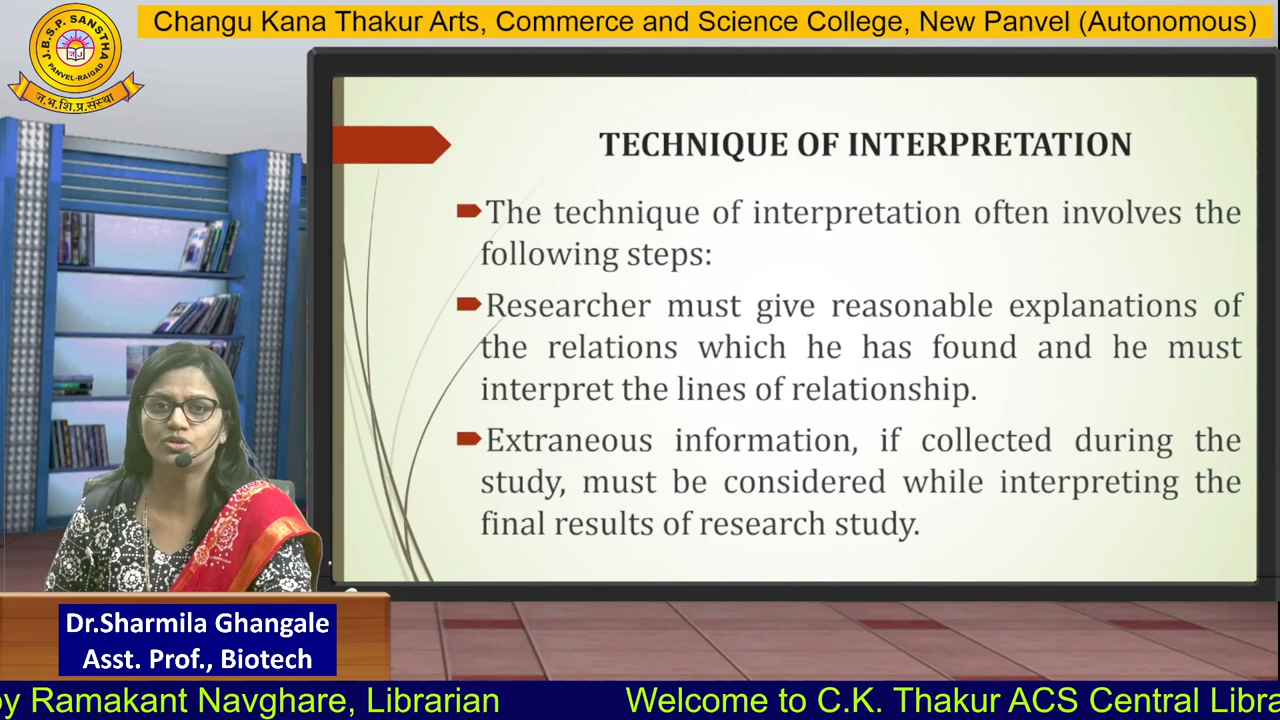 Changu Kana Thakur Arts, Commerce and Science College, New Panvel (Autonomous)
J.B.S.P. SANSTHA
PANVEL-RAIGAD
ज.भ.शि.प्र.संस्था
TECHNIQUE OF INTERPRETATION
The technique of interpretation often involves the
following steps:
Researcher must give reasonable explanations of
the relations which he has found and he must
interpret the lines of relationship.
Extraneous information, if collected during the
study, must be considered while interpreting the
final results of research study.
Dr.Sharmila Ghangale
Asst. Prof., Biotech
by Ramakant Navghare, Librarian Welcome to C.K. Thakur ACS Central Libra